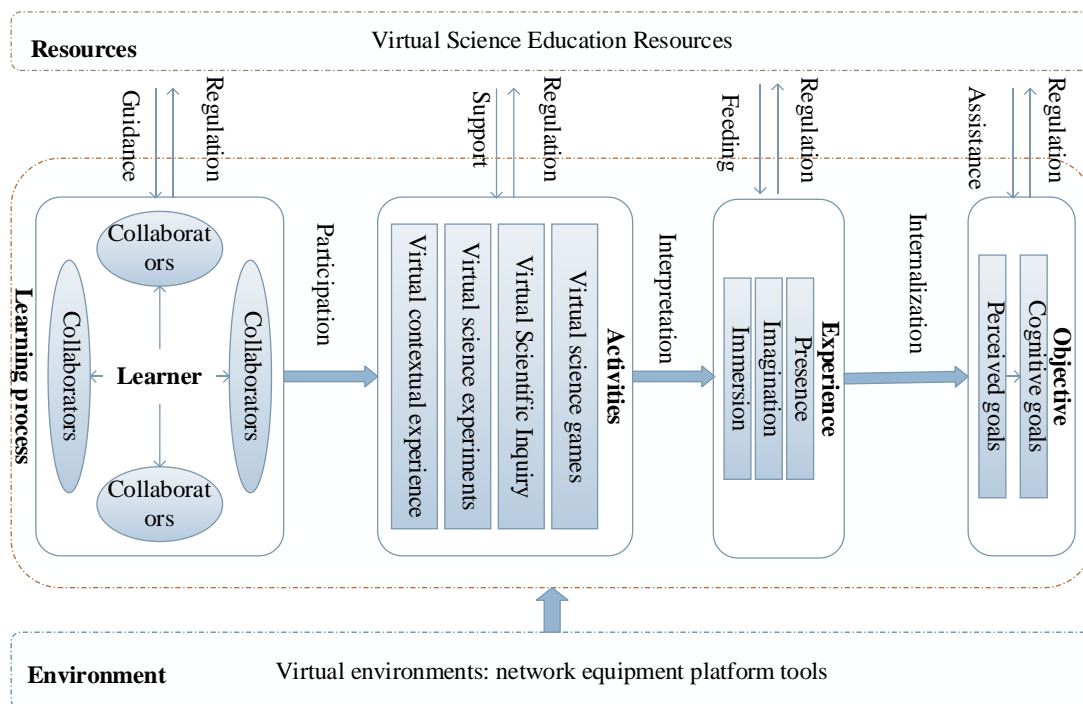 Virtual Science Education Resources
Resources
Guidance
Regulation
Support
Regulation
Feeding
Regulation
Assistance
Regulation
Learning process
Collaborat
ors
Collaborators
Learner
Collaborators
Collaborat
ors
Participation
Virtual contextual experience
Virtual science experiments
Virtual Scientific Inquiry
Virtual science games
Activities
Interpretation
Immersion
Imagination
Presence
Experience
Internalization
Perceived goals
Cognitive goals
Objective
Environment
Virtual environments: network equipment platform tools